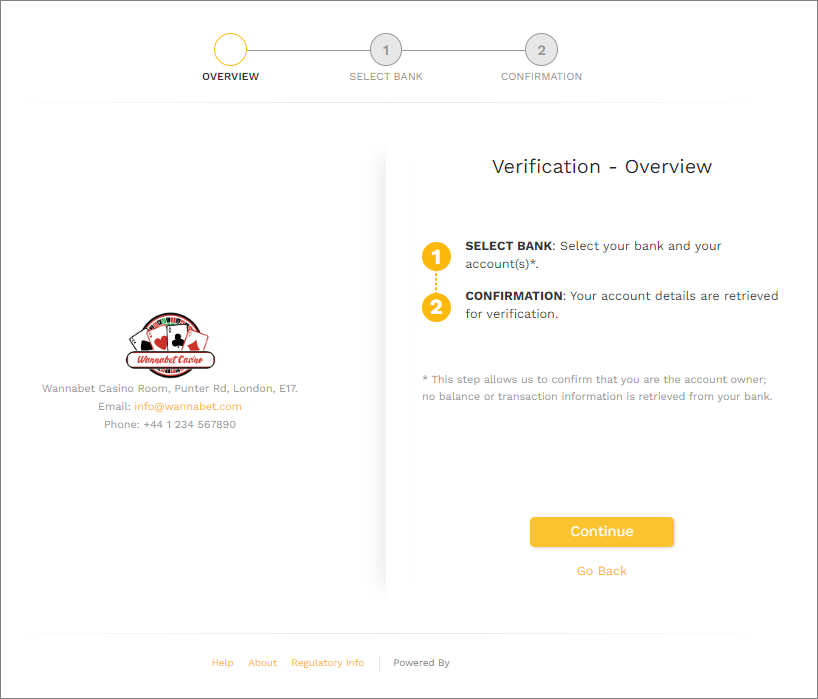 1
2
OVERVIEW
SELECT BANK
CONFIRMATION
Verification - Overview
1
SELECT BANK: Select your bank and your
account(s)*.
2
CONFIRMATION: Your account details are retrieved
for verification.
Wannabet Casino
Wannabet Casino Room, Punter Rd, London, E17.
Email: info@wannabet.com
Phone: +44 1 234 567890
* This step allows us to confirm that you are the account owner;
no balance or transaction information is retrieved from your bank.
Continue
Go Back
Help About Regulatory Info Powered By